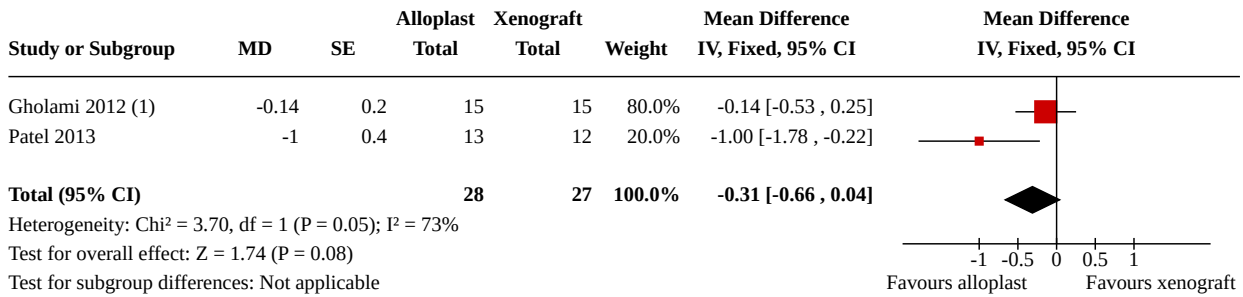 Alloplast Xenograft Mean Difference Mean Difference
Study or Subgroup MD SE Total Total Weight IV, Fixed, 95% CI IV, Fixed, 95% CI
Gholami 2012 (1) -0.14 0.2 15 15 80.0% -0.14 [-0.53 , 0.25]
Patel 2013 -1 0.4 13 12 20.0% -1.00 [-1.78 , -0.22]
Total (95% CI) 28 27 100.0% -0.31 [-0.66 , 0.04]
Heterogeneity: Chi² = 3.70, df = 1 (P = 0.05); I² = 73%
Test for overall effect: Z = 1.74 (P = 0.08) -1 -0.5 0 0.5 1
Test for subgroup differences: Not applicable Favours alloplast Favours xenograft